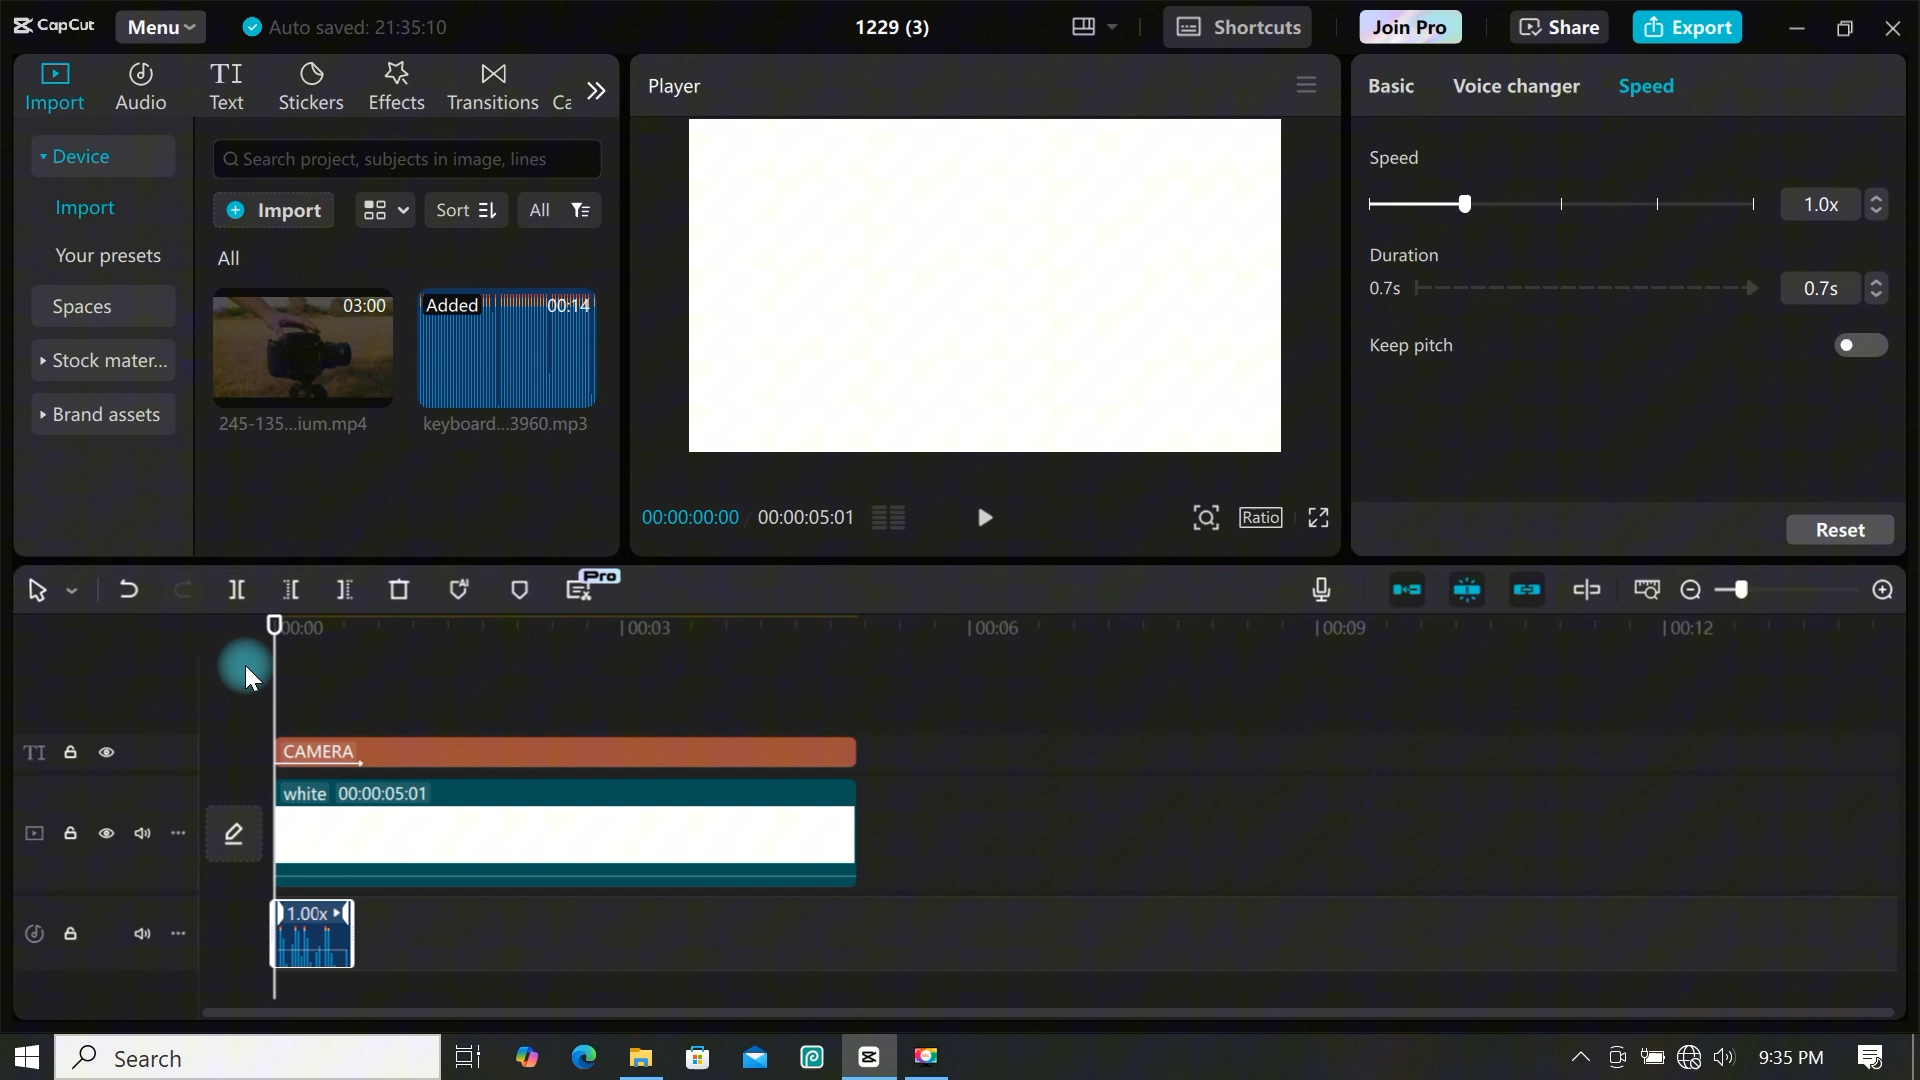 CapCut
Menu
Auto saved: 21:35:10
1229 (3)
Shortcuts
Join Pro
Share
Export
Import
Audio
Text
Stickers
Effects
Transitions
Ca
Player
Basic
Voice changer
Speed
Device
Search project, subjects in image, lines
Import
Import
Sort
All
Your presets
All
Spaces
Stock mater...
Brand assets
03:00
Added
00:14
245-135...ium.mp4
keyboard...3960.mp3
Speed
1.0x
Duration
0.7s
0.7s
Keep pitch
00:00:00:00
00:00:05:01
Ratio
Reset
Pro
AI
00:00
00:03
00:06
00:09
00:12
TI
CAMERA
white 00:00:05:01
1.00x
Search
9:35 PM